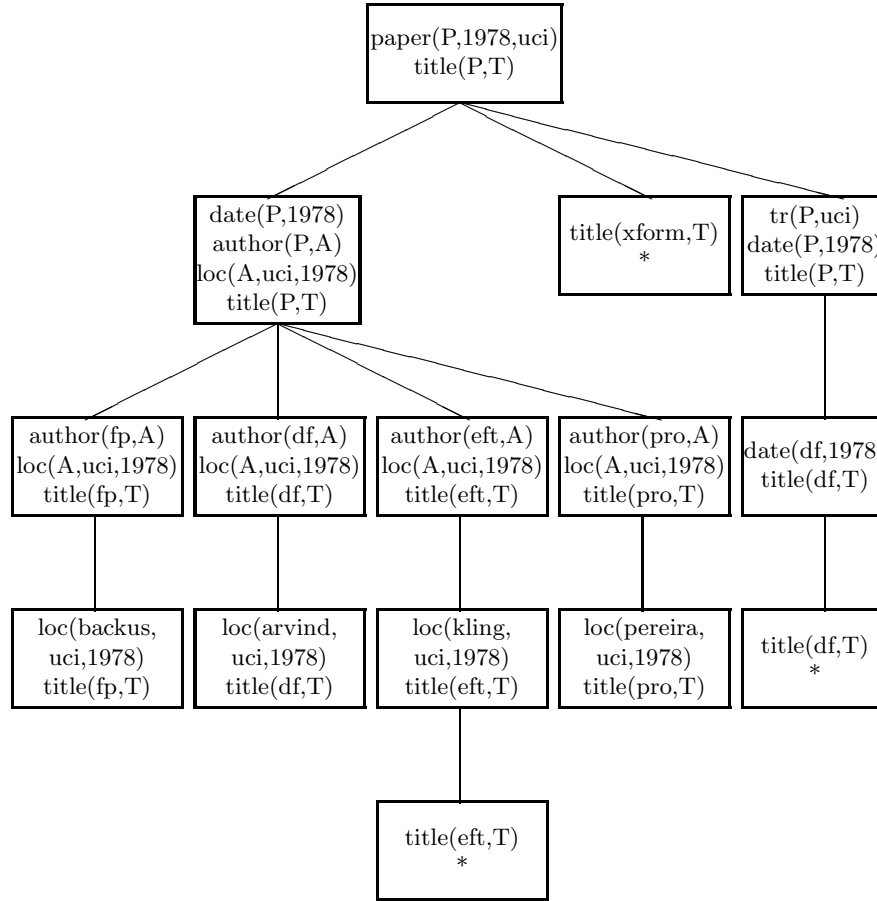 paper(P,1978,uci)
title(P,T)
date(P,1978)
author(P,A)
loc(A,uci,1978)
title(P,T)
title(xform,T)
*
tr(P,uci)
date(P,1978)
title(P,T)
author(fp,A)
loc(A,uci,1978)
title(fp,T)
author(df,A)
loc(A,uci,1978)
title(df,T)
author(eft,A)
loc(A,uci,1978)
title(eft,T)
author(pro,A)
loc(A,uci,1978)
title(pro,T)
date(df,1978
title(df,T)
loc(backus,
uci,1978)
title(fp,T)
loc(arvind,
uci,1978)
title(df,T)
loc(kling,
uci,1978)
title(eft,T)
loc(pereira,
uci,1978)
title(pro,T)
title(df,T)
*
title(eft,T)
*